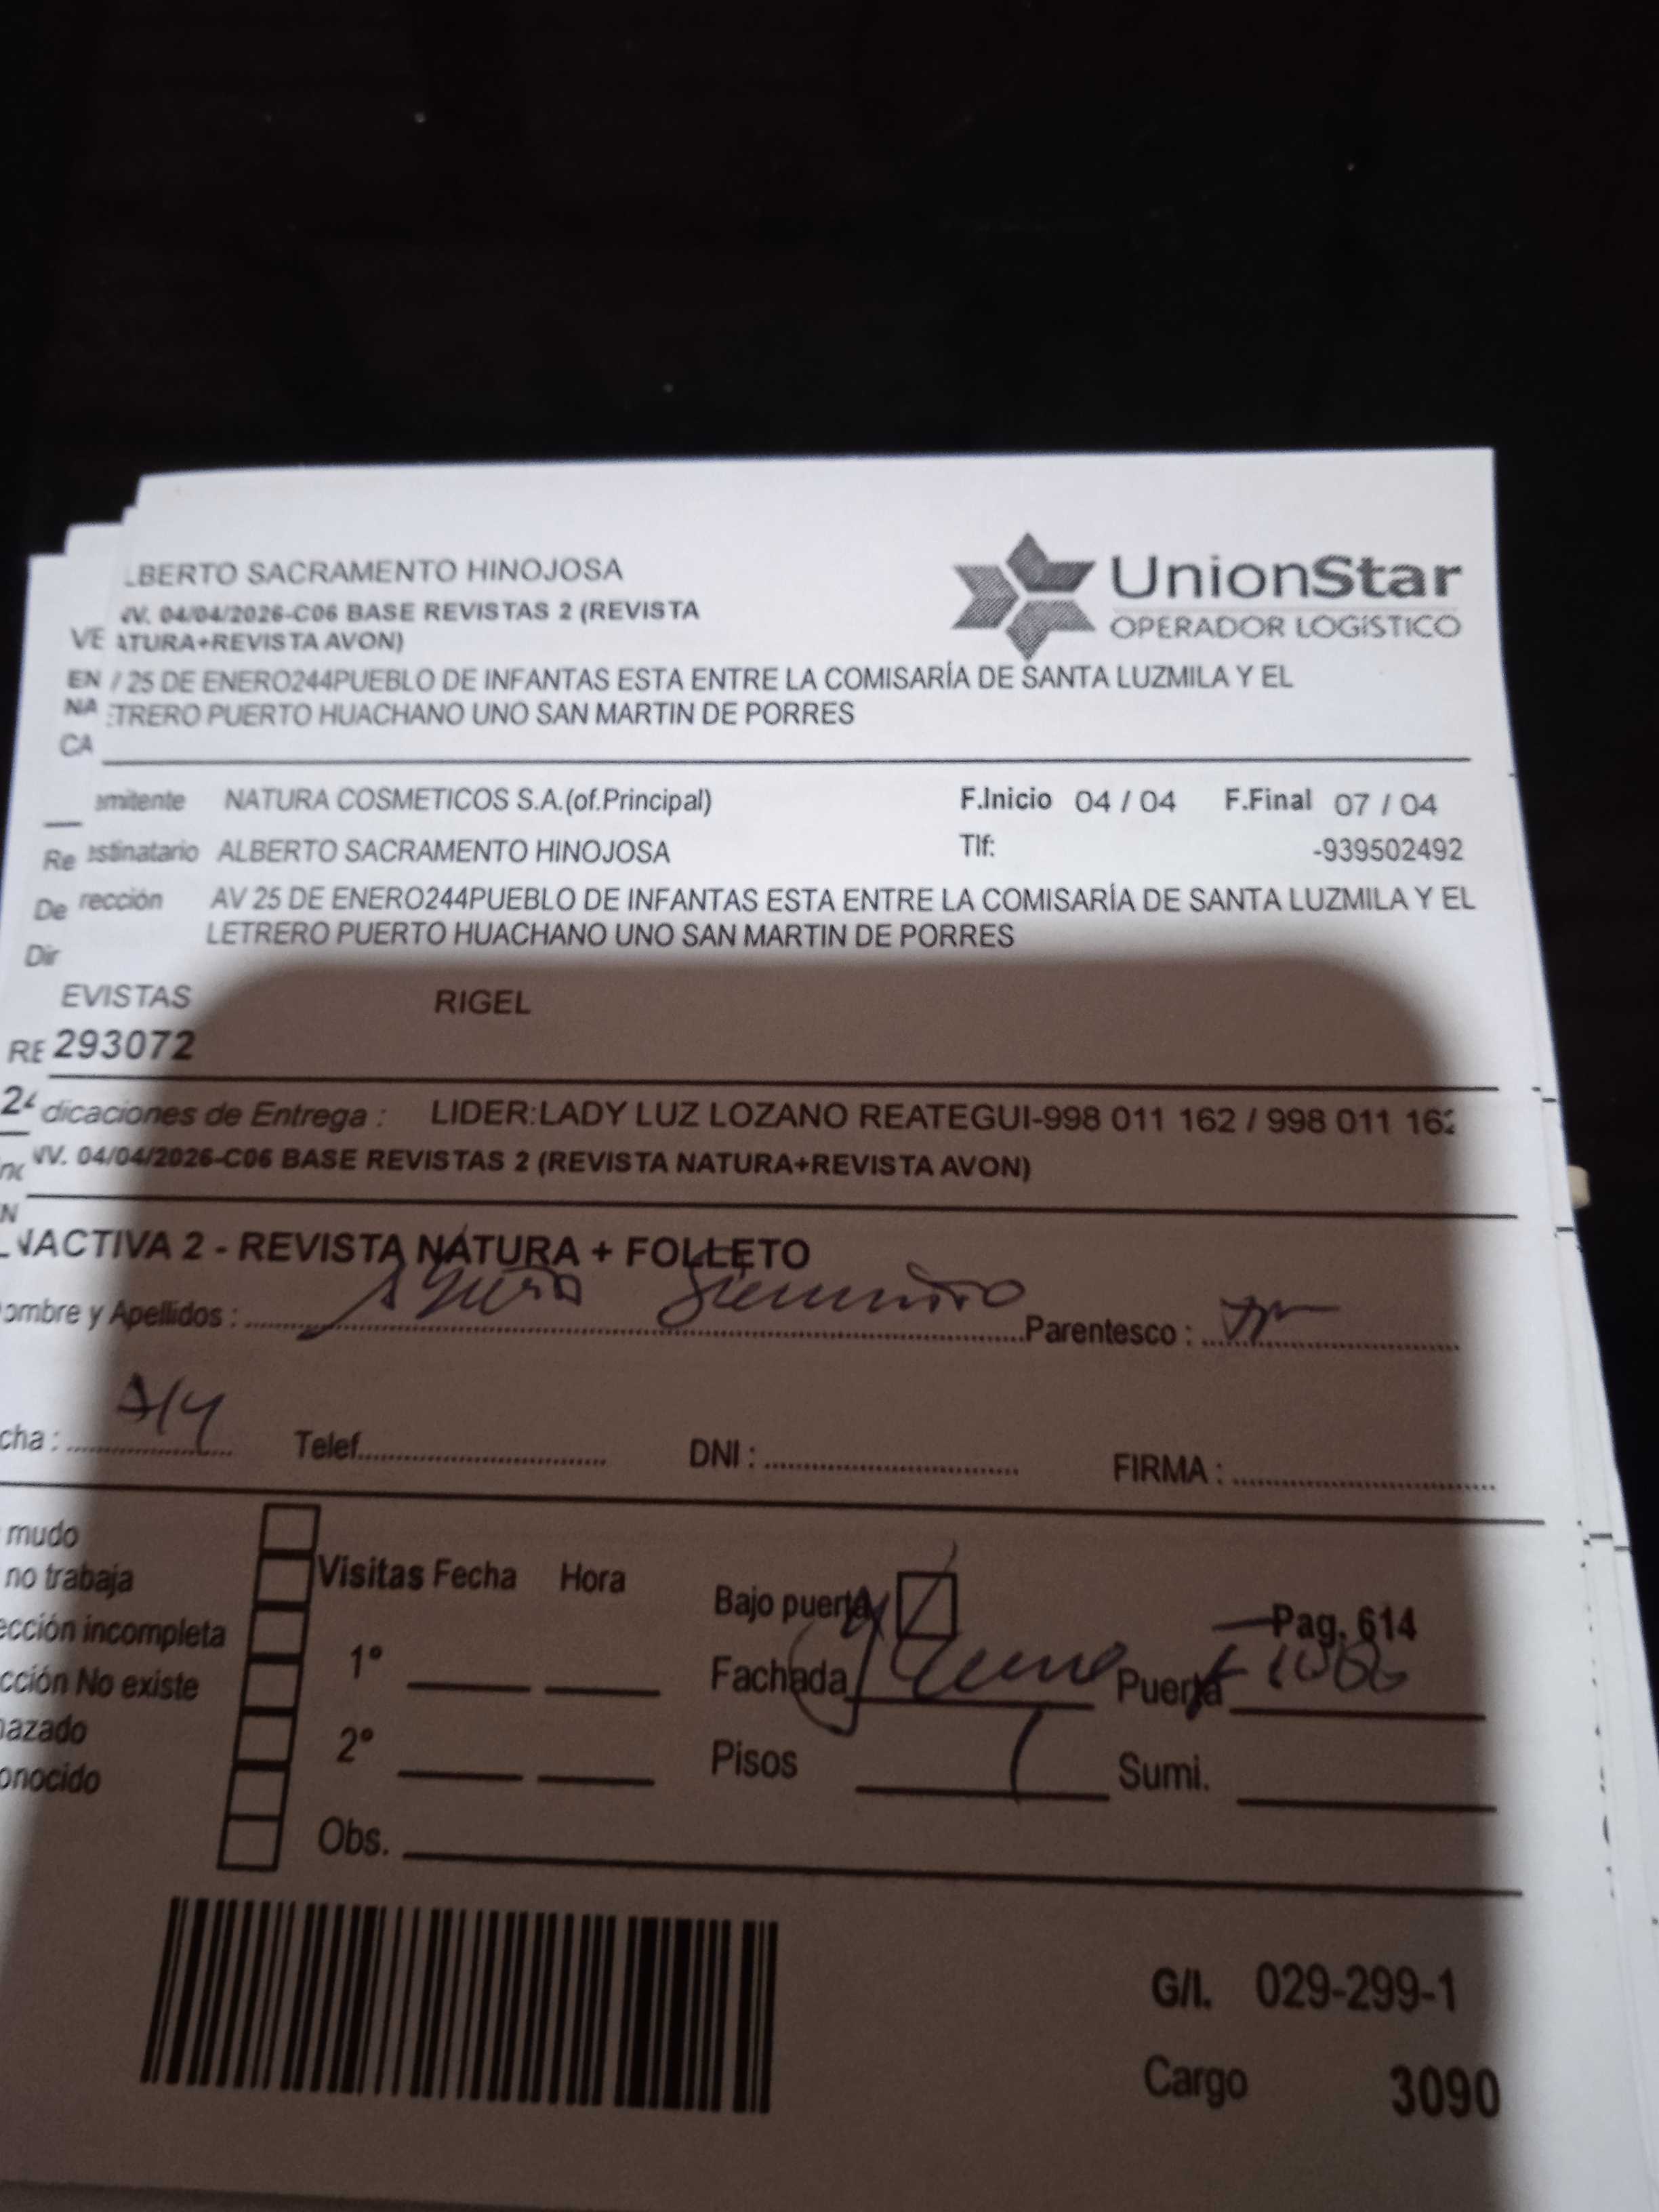 LBERTO SACRAMENTO HINOJOSA
UnionStar
OPERADOR LOGÍSTICO
NV. 04/04/2026-C06 BASE REVISTAS 2 (REVISTA
VE ATURA+REVISTA AVON)
EN / 25 DE ENERO244PUEBLO DE INFANTAS ESTA ENTRE LA COMISARÍA DE SANTA LUZMILA Y EL
NA ETRERO PUERTO HUACHANO UNO SAN MARTIN DE PORRES
CA
emitente NATURA COSMETICOS S.A.(of.Principal) F.Inicio 04 / 04 F.Final 07 / 04
Re estinatario ALBERTO SACRAMENTO HINOJOSA Tlf: -939502492
De rección AV 25 DE ENERO244PUEBLO DE INFANTAS ESTA ENTRE LA COMISARÍA DE SANTA LUZMILA Y EL
LETRERO PUERTO HUACHANO UNO SAN MARTIN DE PORRES
Dir
EVISTAS RIGEL
RE 293072
24 dicaciones de Entrega : LIDER:LADY LUZ LOZANO REATEGUI-998 011 162 / 998 011 162
NV. 04/04/2026-C06 BASE REVISTAS 2 (REVISTA NATURA+REVISTA AVON)
NACTIVA 2 - REVISTA NATURA + FOLLETO
ombre y Apellidos : Parentesco :
cha : 7/4 Telef. DNI : FIRMA :
mudo
no trabaja Visitas Fecha Hora Bajo puerta
ección incompleta Pag. 614
1° Fachada Puerta
cción No existe
hazado 2° Pisos 1 Sumi.
onocido
Obs.
G/I. 029-299-1
Cargo 3090